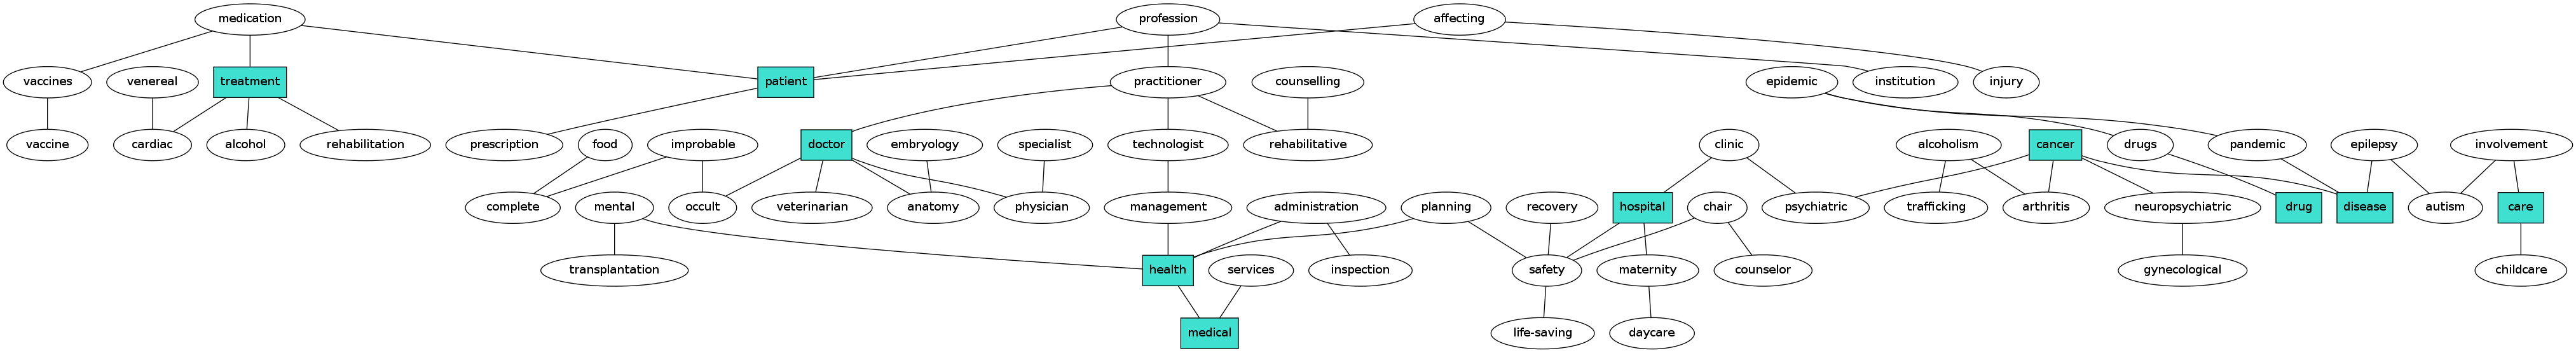 medication profession affecting
vaccines venereal treatment patient practitioner counselling epidemic institution injury
vaccine cardiac alcohol rehabilitation prescription food improbable doctor embryology specialist technologist rehabilitative clinic alcoholism cancer drugs pandemic epilepsy involvement
complete mental occult veterinarian anatomy physician management administration planning recovery hospital chair psychiatric trafficking arthritis neuropsychiatric drug disease autism care
transplantation health services inspection safety maternity counselor gynecological childcare
medical life-saving daycare